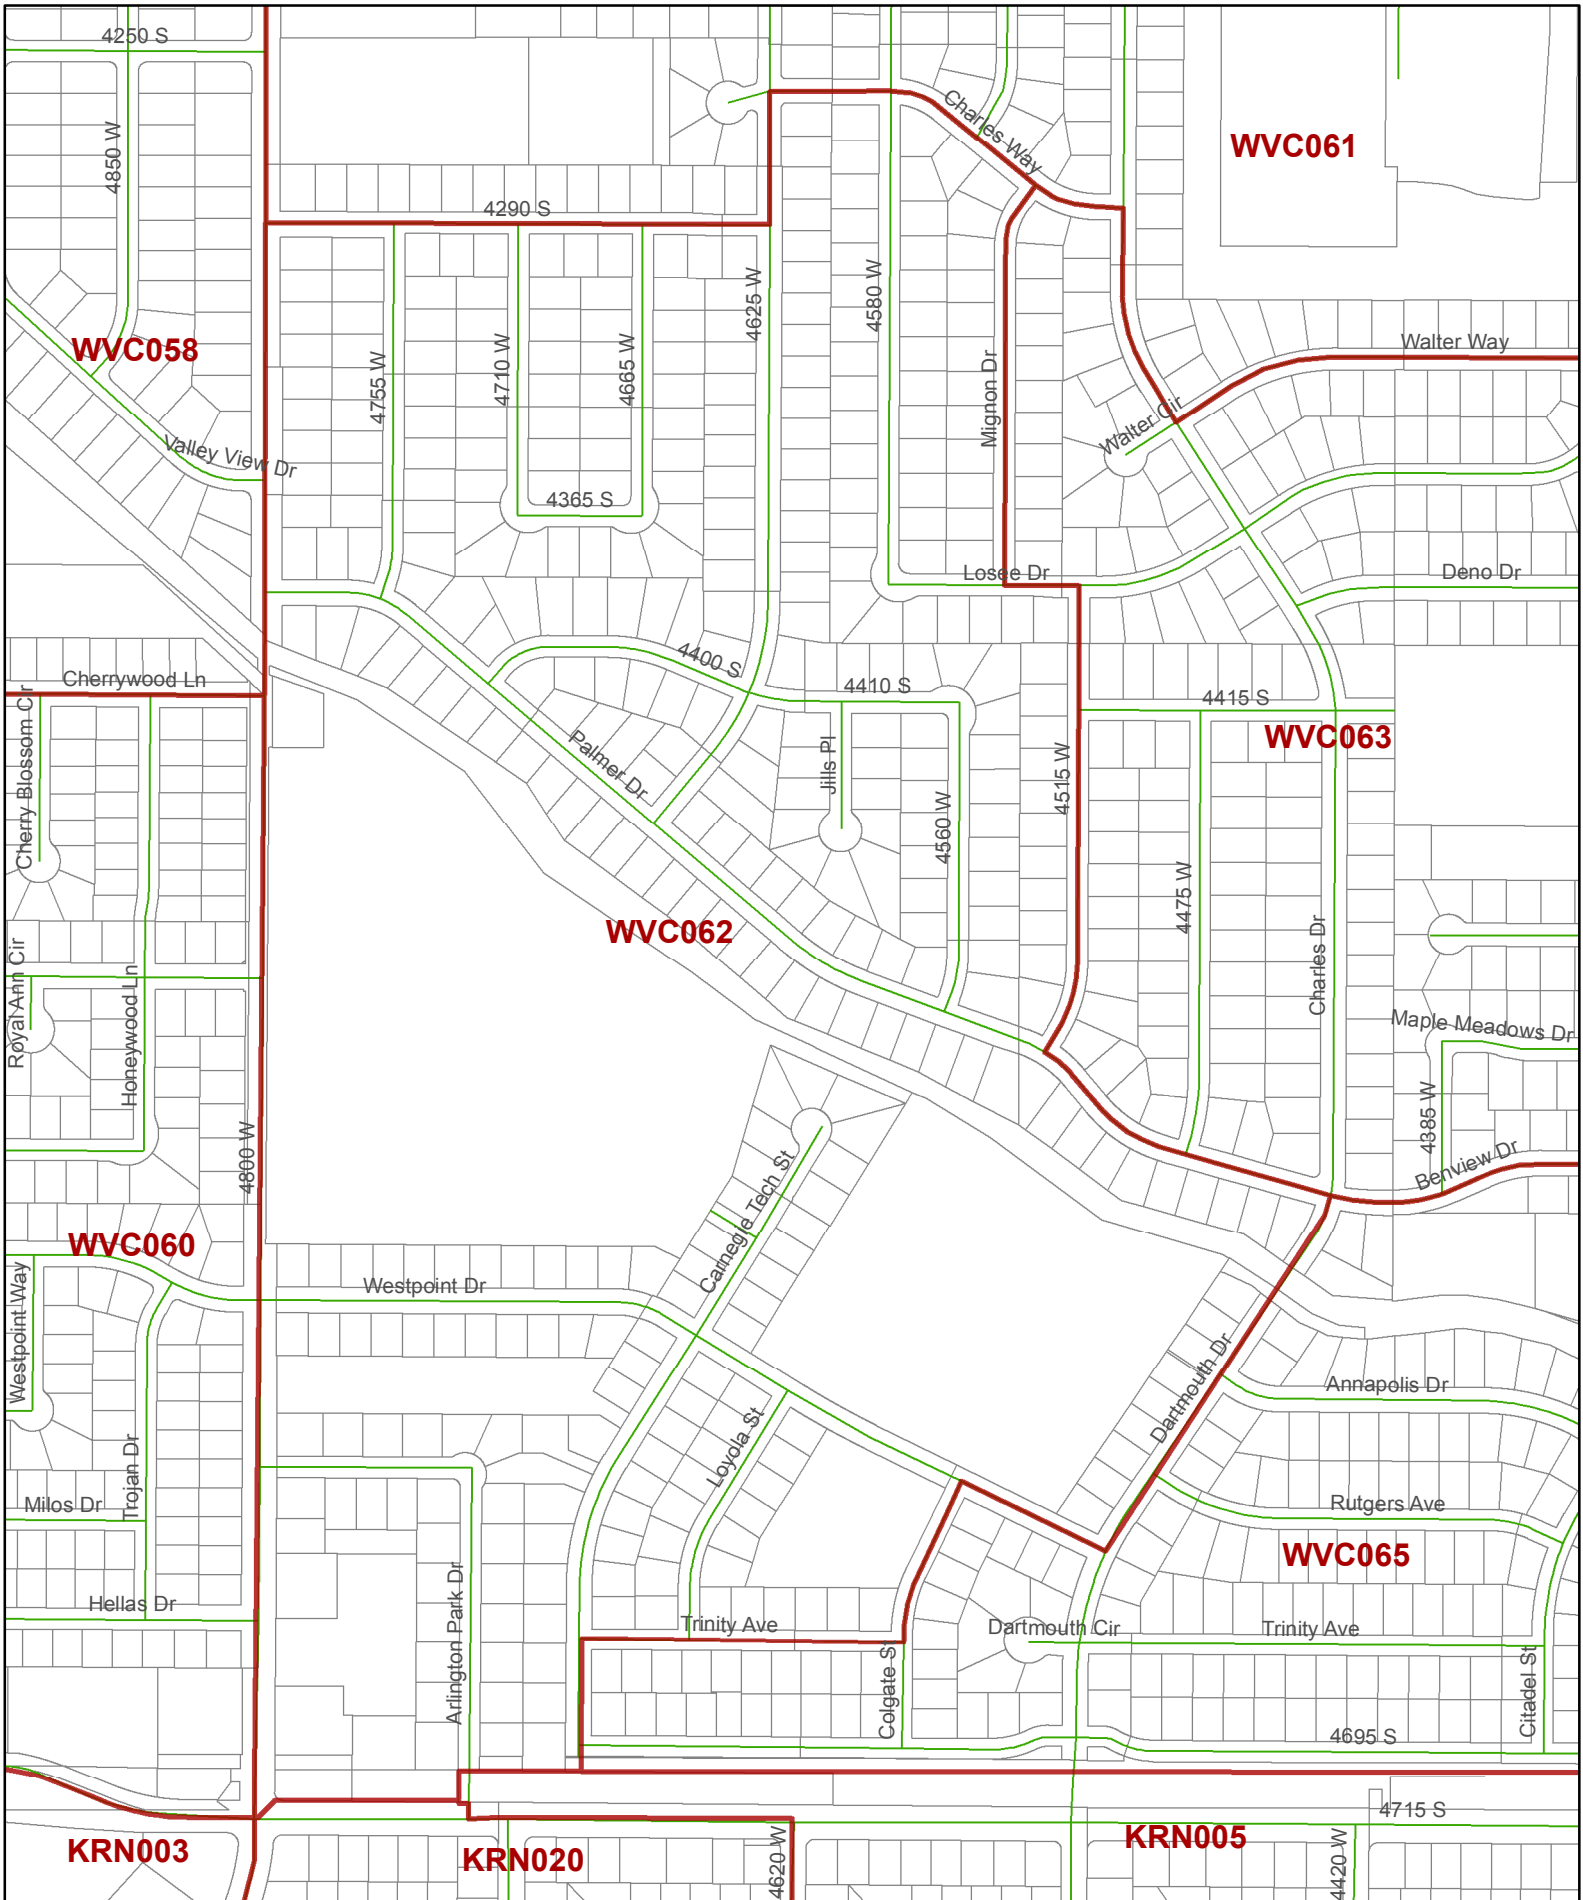 4250 S
4850 W
Charles Way
WVC061
4290 S
4625 W
4580 W
WVC058
4755 W
4710 W
4665 W
Mignon Dr
Walter Way
Walter Cir
Valley View Dr
4365 S
Losee Dr
Deno Dr
4400 S
Cherrywood Ln
4410 S
4415 S
Cherry Blossom Cir
WVC063
Palmer Dr
Jills Pl
4515 W
4560 W
4475 W
WVC062
Charles Dr
Royal Ann Cir
Honeywood Ln
Maple Meadows Dr
4385 W
4800 W
Benview Dr
Carnegie Tech St
WVC060
Westpoint Way
Westpoint Dr
Dartmouth Dr
Annapolis Dr
Loyola St
Trojan Dr
Milos Dr
Rutgers Ave
WVC065
Arlington Park Dr
Hellas Dr
Trinity Ave
Dartmouth Cir
Trinity Ave
Colgate St
Citadel St
4695 S
4715 S
KRN003
KRN020
4620 W
KRN005
4420 W